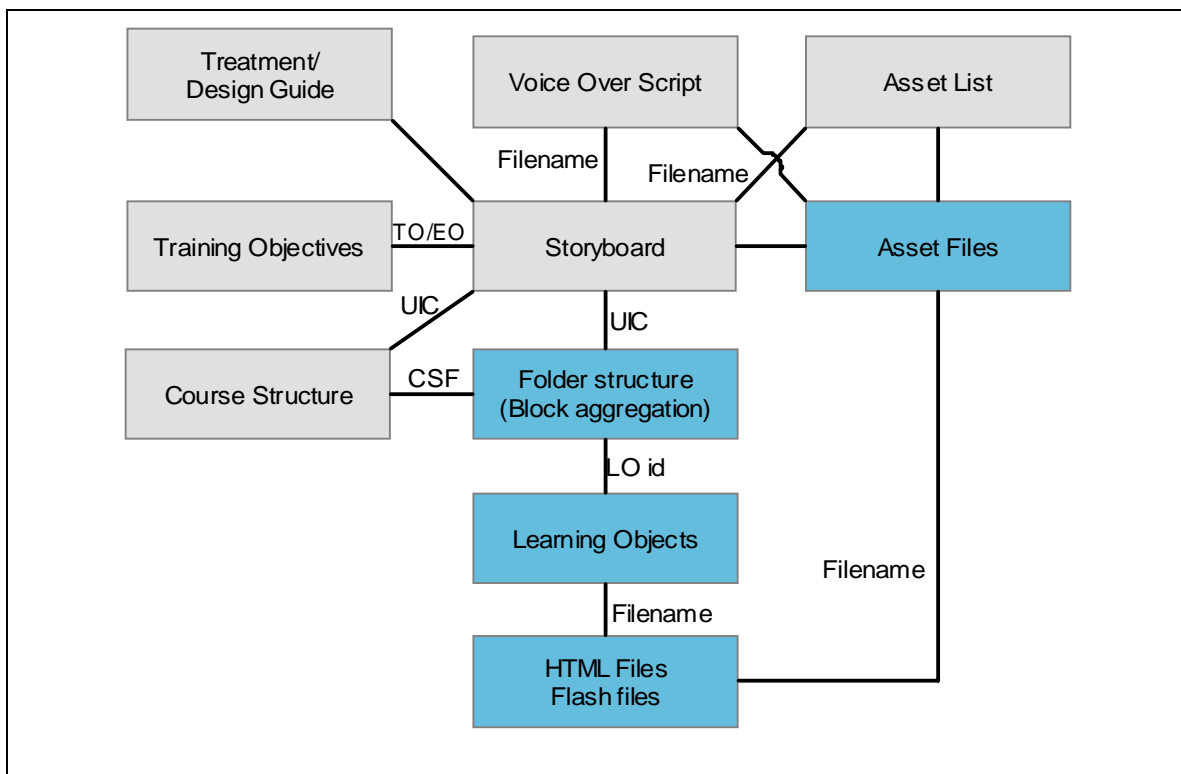 Treatment/
Design Guide
Voice Over Script
Asset List
Filename
Filename
Training Objectives
TO/EO
Storyboard
Asset Files
UIC
UIC
Course Structure
CSF
Folder structure
(Block aggregation)
LO id
Learning Objects
Filename
Filename
HTML Files
Flash files